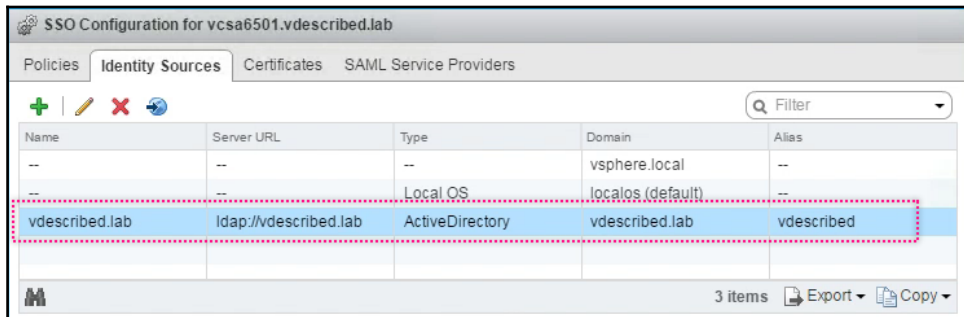 SSO Configuration for vcsa6501.vdescribed.lab
Policies Identity Sources Certificates SAML Service Providers
Filter
Name Server URL Type Domain Alias
-- -- -- vsphere.local --
-- -- Local OS localos (default) --
vdescribed.lab ldap://vdescribed.lab ActiveDirectory vdescribed.lab vdescribed
3 items Export Copy